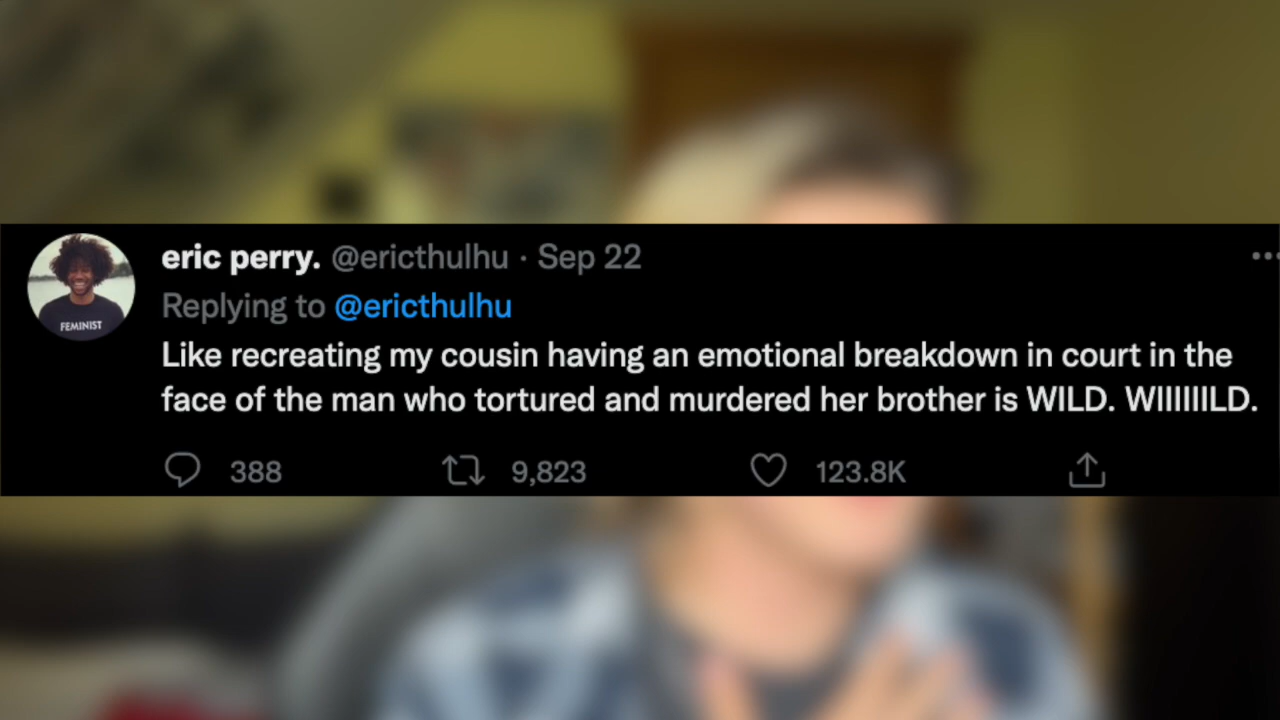 eric perry. @ericthulhu · Sep 22
Replying to @ericthulhu
Like recreating my cousin having an emotional breakdown in court in the
face of the man who tortured and murdered her brother is WILD. WIIIIIILD.
388 9,823 123.8K
FEMINIST